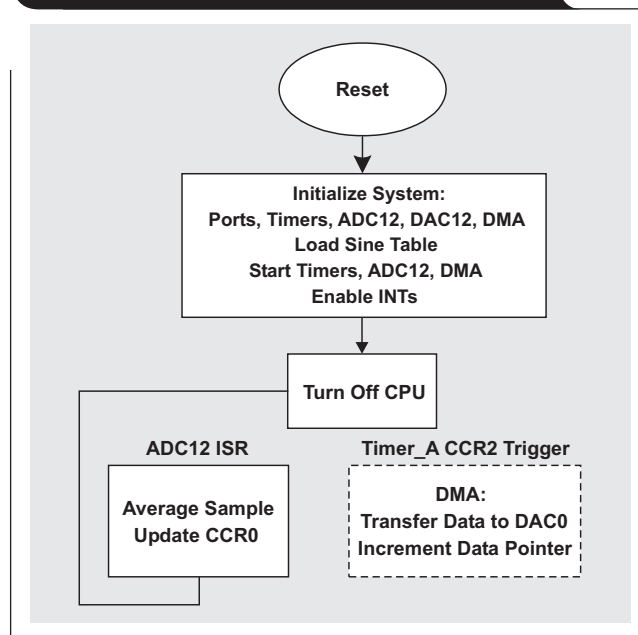 Reset
Initialize System:
Ports, Timers, ADC12, DAC12, DMA
Load Sine Table
Start Timers, ADC12, DMA
Enable INTs
Turn Off CPU
ADC12 ISR
Average Sample
Update CCR0
Timer_A CCR2 Trigger
DMA:
Transfer Data to DAC0
Increment Data Pointer